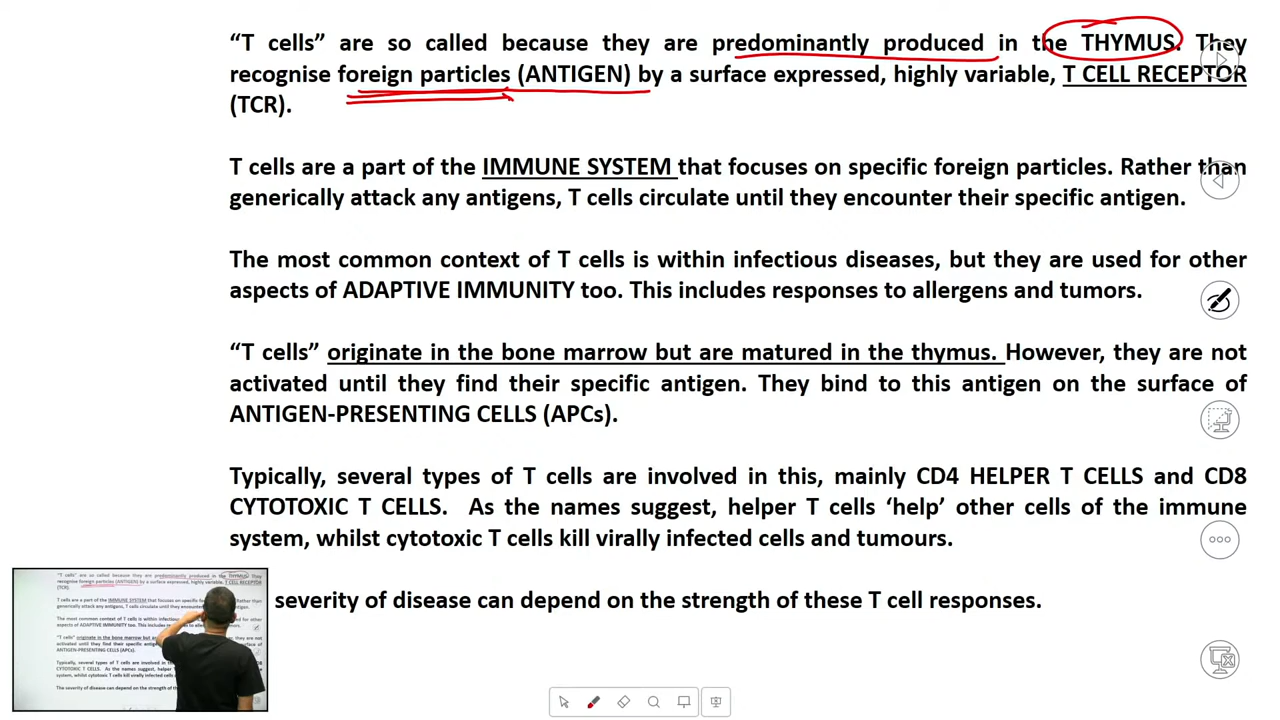 “T cells” are so called because they are predominantly produced in the THYMUS. They
recognise foreign particles (ANTIGEN) by a surface expressed, highly variable, T CELL RECEPTOR
(TCR).
T cells are a part of the IMMUNE SYSTEM that focuses on specific foreign particles. Rather than
generically attack any antigens, T cells circulate until they encounter their specific antigen.
The most common context of T cells is within infectious diseases, but they are used for other
aspects of ADAPTIVE IMMUNITY too. This includes responses to allergens and tumors.
“T cells” originate in the bone marrow but are matured in the thymus. However, they are not
activated until they find their specific antigen. They bind to this antigen on the surface of
ANTIGEN-PRESENTING CELLS (APCs).
Typically, several types of T cells are involved in this, mainly CD4 HELPER T CELLS and CD8
CYTOTOXIC T CELLS. As the names suggest, helper T cells ‘help’ other cells of the immune
system, whilst cytotoxic T cells kill virally infected cells and tumours.
severity of disease can depend on the strength of these T cell responses.